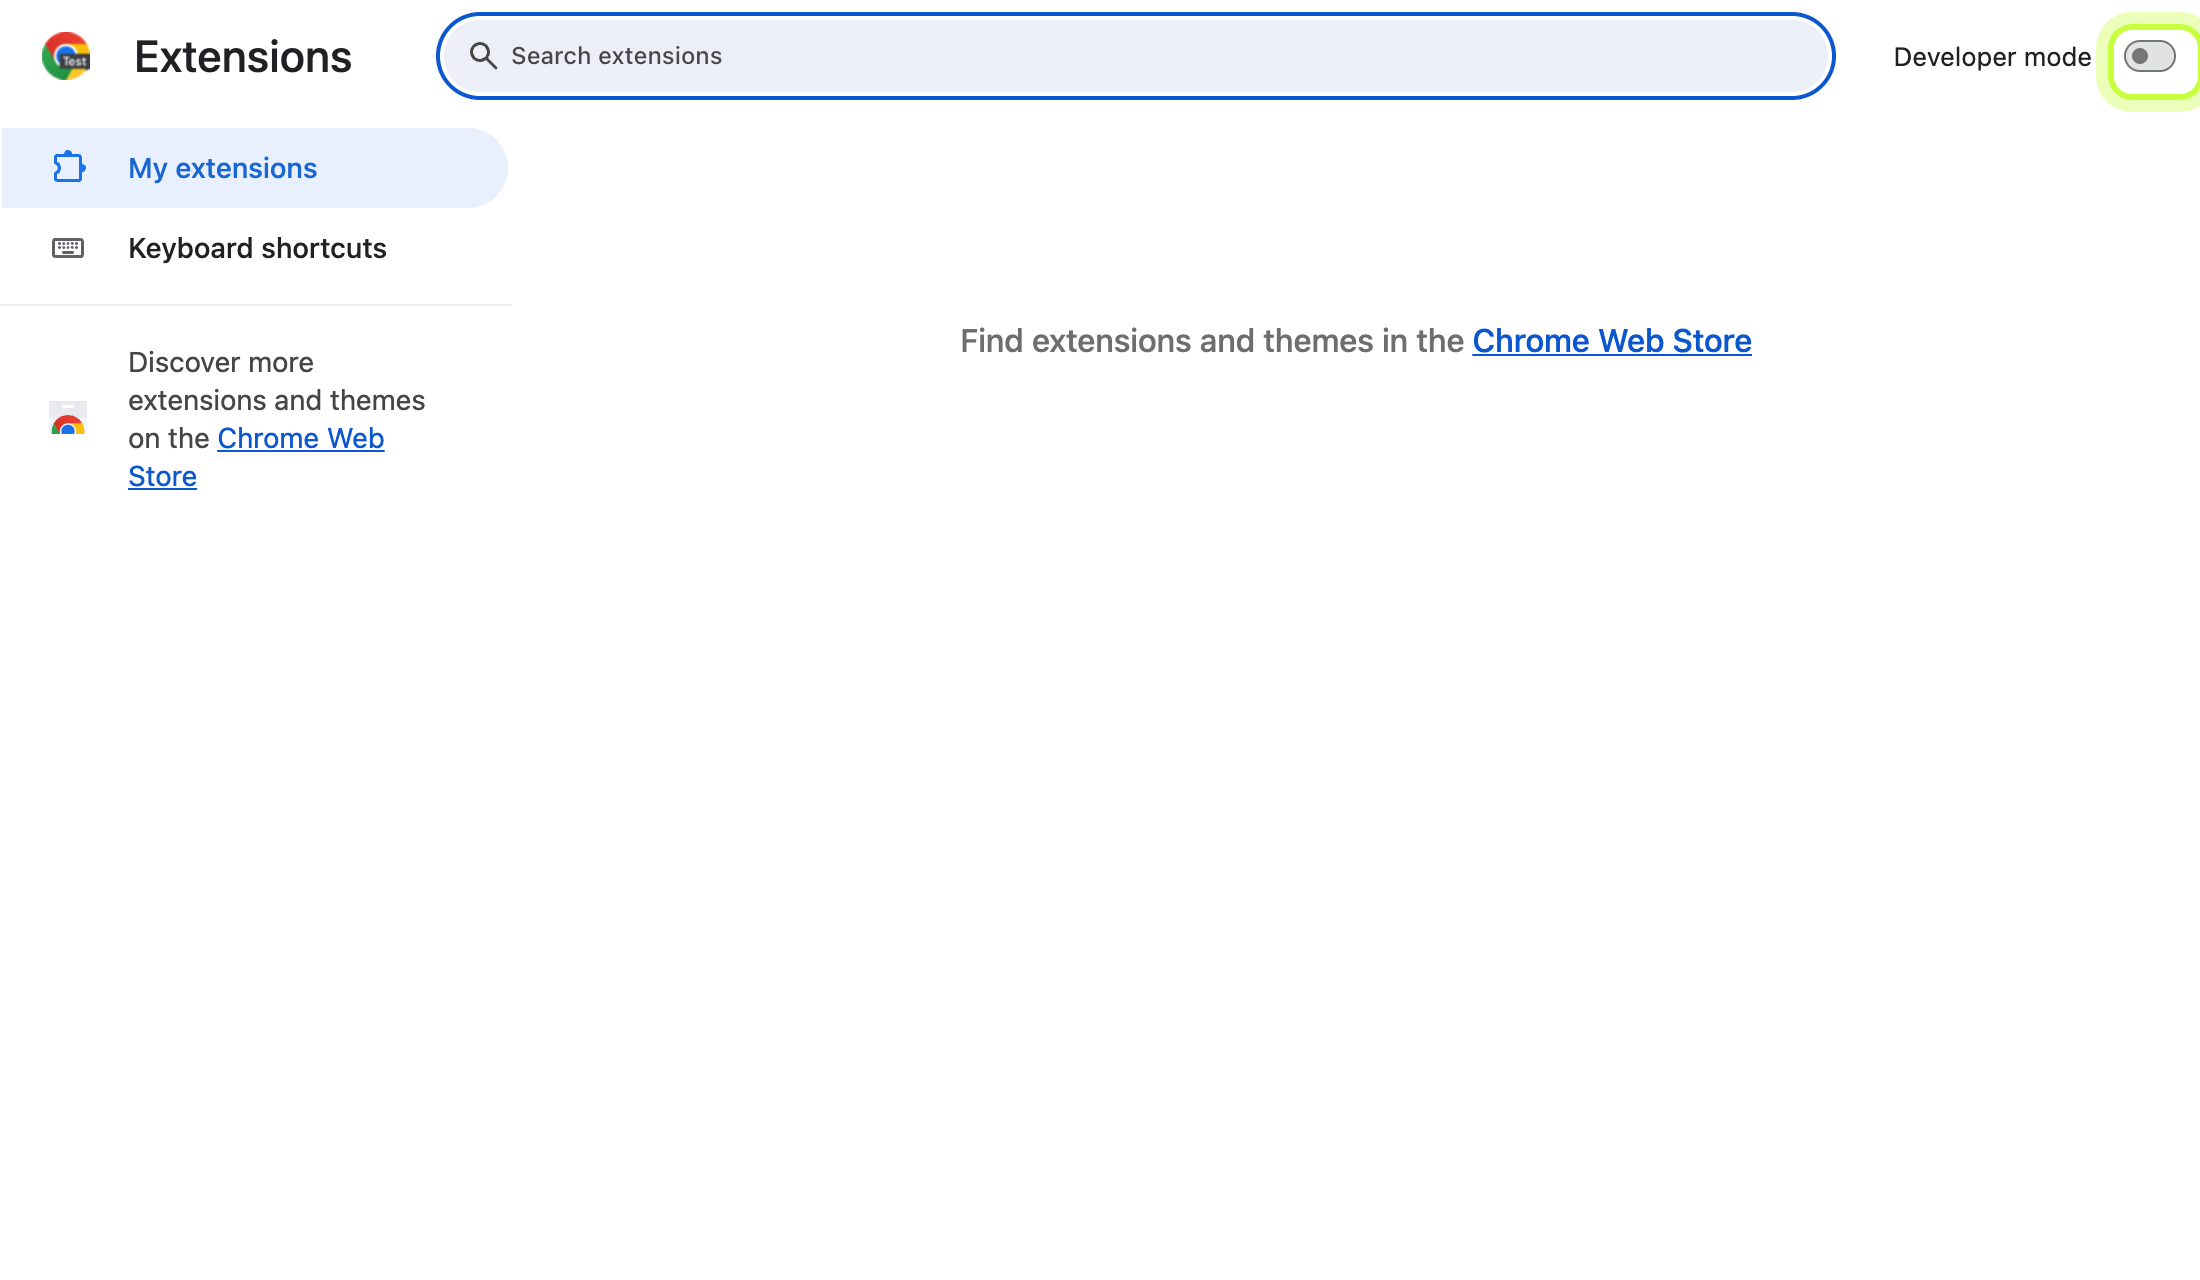 Test
Extensions
Search extensions
Developer mode
My extensions
Keyboard shortcuts
Discover more
extensions and themes
on the Chrome Web
Store
Find extensions and themes in the Chrome Web Store